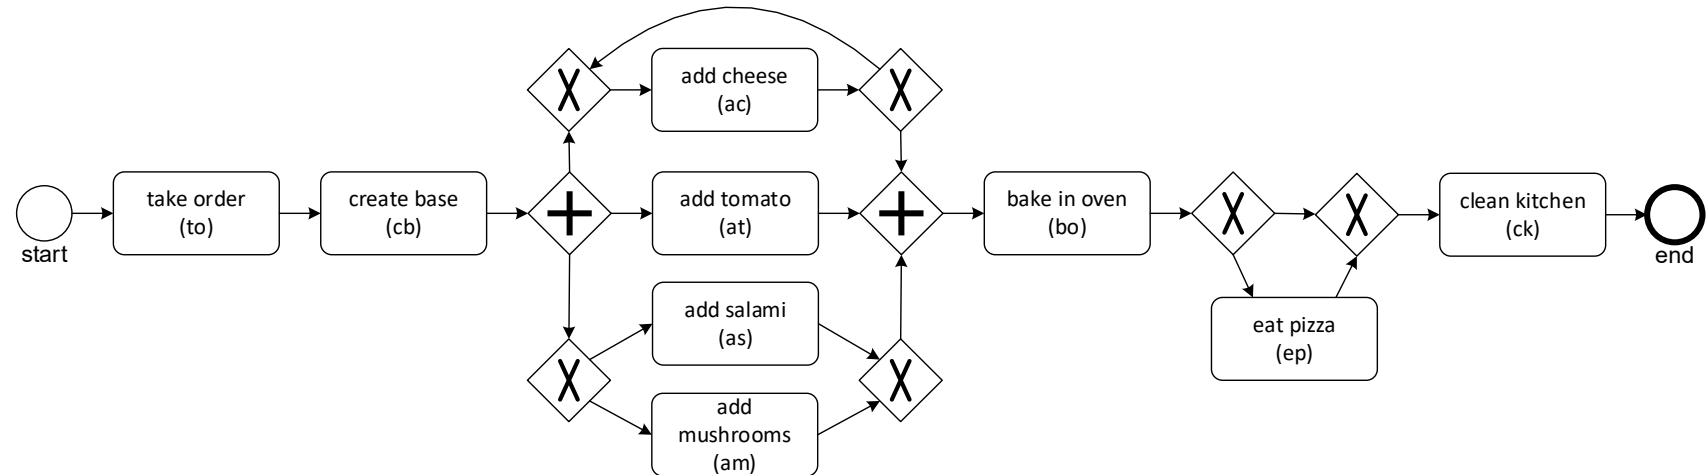 add cheese
(ac)
take order
(to)
create base
(cb)
add tomato
(at)
bake in oven
(bo)
clean kitchen
(ck)
start
end
add salami
(as)
eat pizza
(ep)
add
mushrooms
(am)